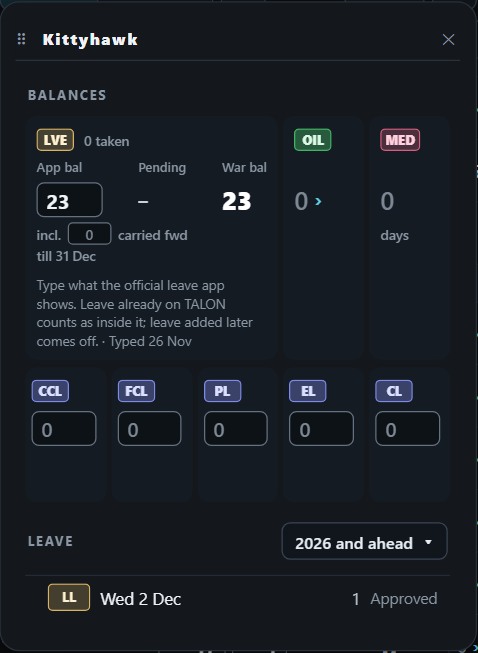 Kittyhawk
BALANCES
LVE 0 taken
OIL
MED
App bal Pending War bal
23 – 23
0 ›
0
incl. 0 carried fwd
till 31 Dec
days
Type what the official leave app
shows. Leave already on TALON
counts as inside it; leave added later
comes off. · Typed 26 Nov
CCL FCL PL EL CL
0 0 0 0 0
LEAVE 2026 and ahead
LL Wed 2 Dec 1 Approved